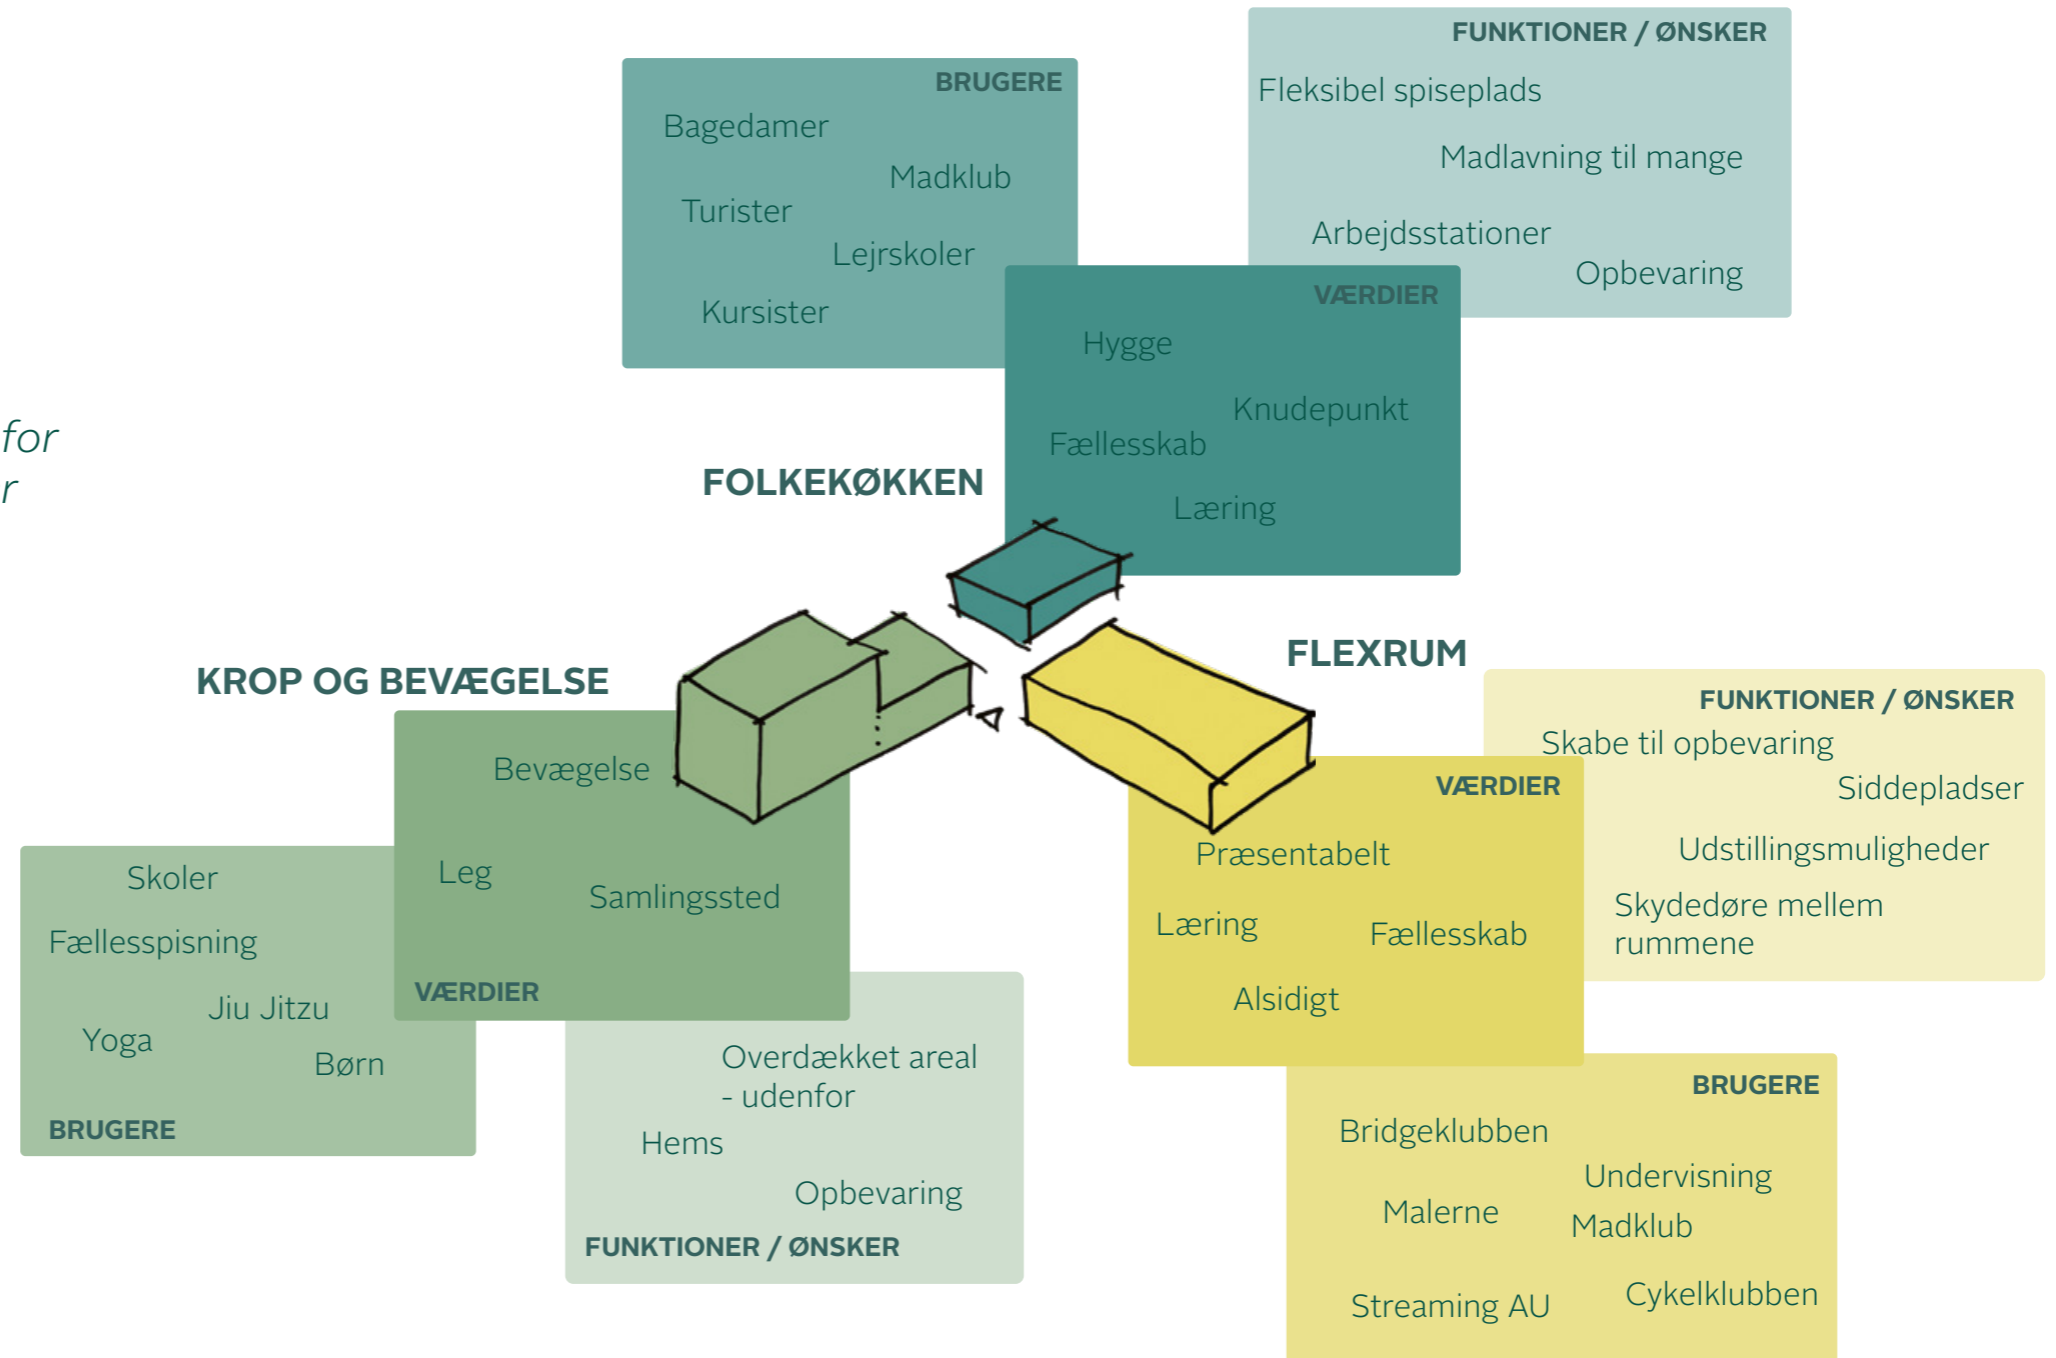 for
r
FOLKEKØKKEN
BRUGERE
Bagedamer
Madklub
Turister
Lejrskoler
Kursister
VÆRDIER
Hygge
Knudepunkt
Fællesskab
Læring
FUNKTIONER / ØNSKER
Fleksibel spiseplads
Madlavning til mange
Arbejdsstationer
Opbevaring
KROP OG BEVÆGELSE
Bevægelse
Leg
Samlingssted
VÆRDIER
Skoler
Fællesspisning
Jiu Jitzu
Yoga
Børn
BRUGERE
Overdækket areal
- udenfor
Hems
Opbevaring
FUNKTIONER / ØNSKER
FLEXRUM
VÆRDIER
Præsentabelt
Læring
Fællesskab
Alsidigt
FUNKTIONER / ØNSKER
Skabe til opbevaring
Siddepladser
Udstillingsmuligheder
Skydedøre mellem
rummene
BRUGERE
Bridgeklubben
Undervisning
Malerne
Madklub
Cykelklubben
Streaming AU